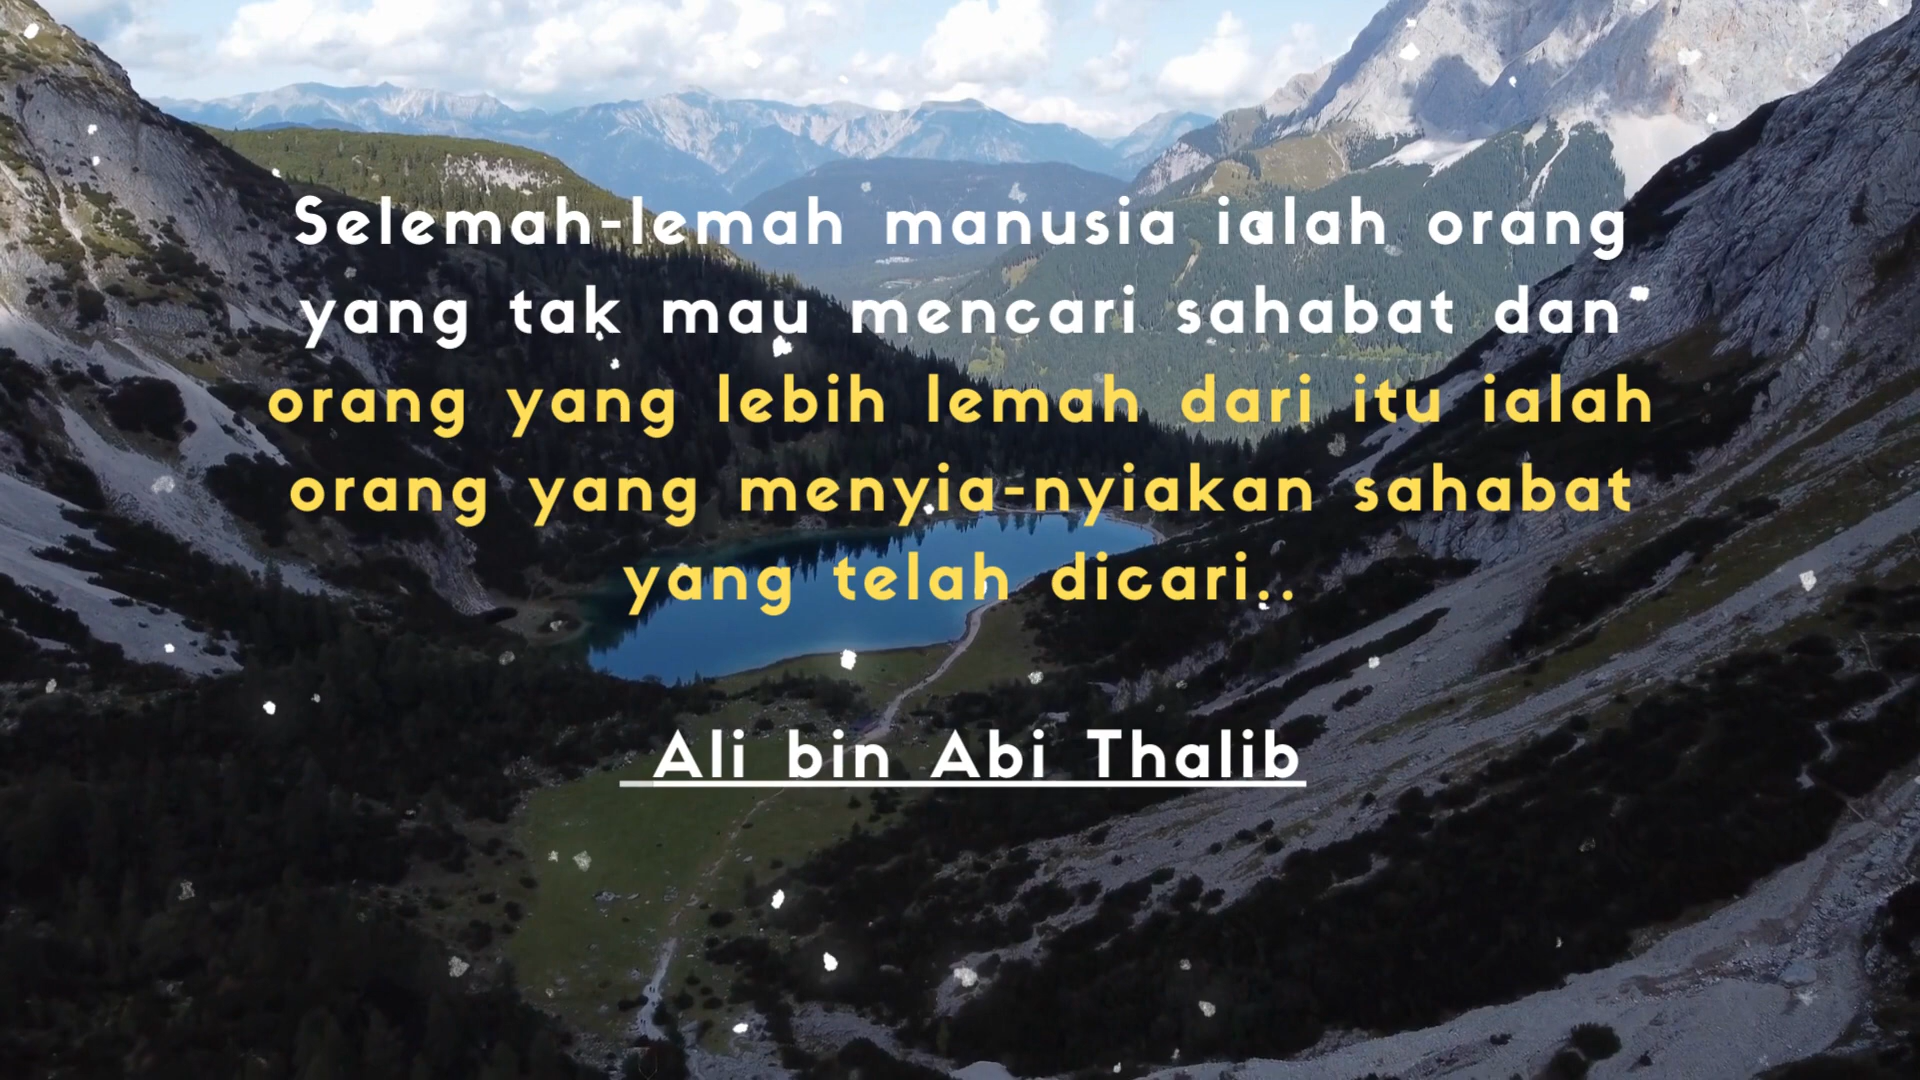 Selemah-lemah manusia ialah orang
yang tak mau mencari sahabat dan
orang yang lebih lemah dari itu ialah
orang yang menyia-nyiakan sahabat
yang telah dicari..
Ali bin Abi Thalib